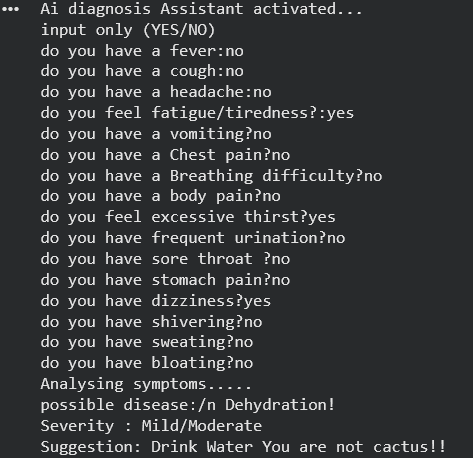 Ai diagnosis Assistant activated...
input only (YES/NO)
do you have a fever:no
do you have a cough:no
do you have a headache:no
do you feel fatigue/tiredness?:yes
do you have a vomiting?no
do you have a Chest pain?no
do you have a Breathing difficulty?no
do you have a body pain?no
do you feel excessive thirst?yes
do you have frequent urination?no
do you have sore throat ?no
do you have stomach pain?no
do you have dizziness?yes
do you have shivering?no
do you have sweating?no
do you have bloating?no
Analysing symptoms.....
possible disease:/n Dehydration!
Severity : Mild/Moderate
Suggestion: Drink Water You are not cactus!!